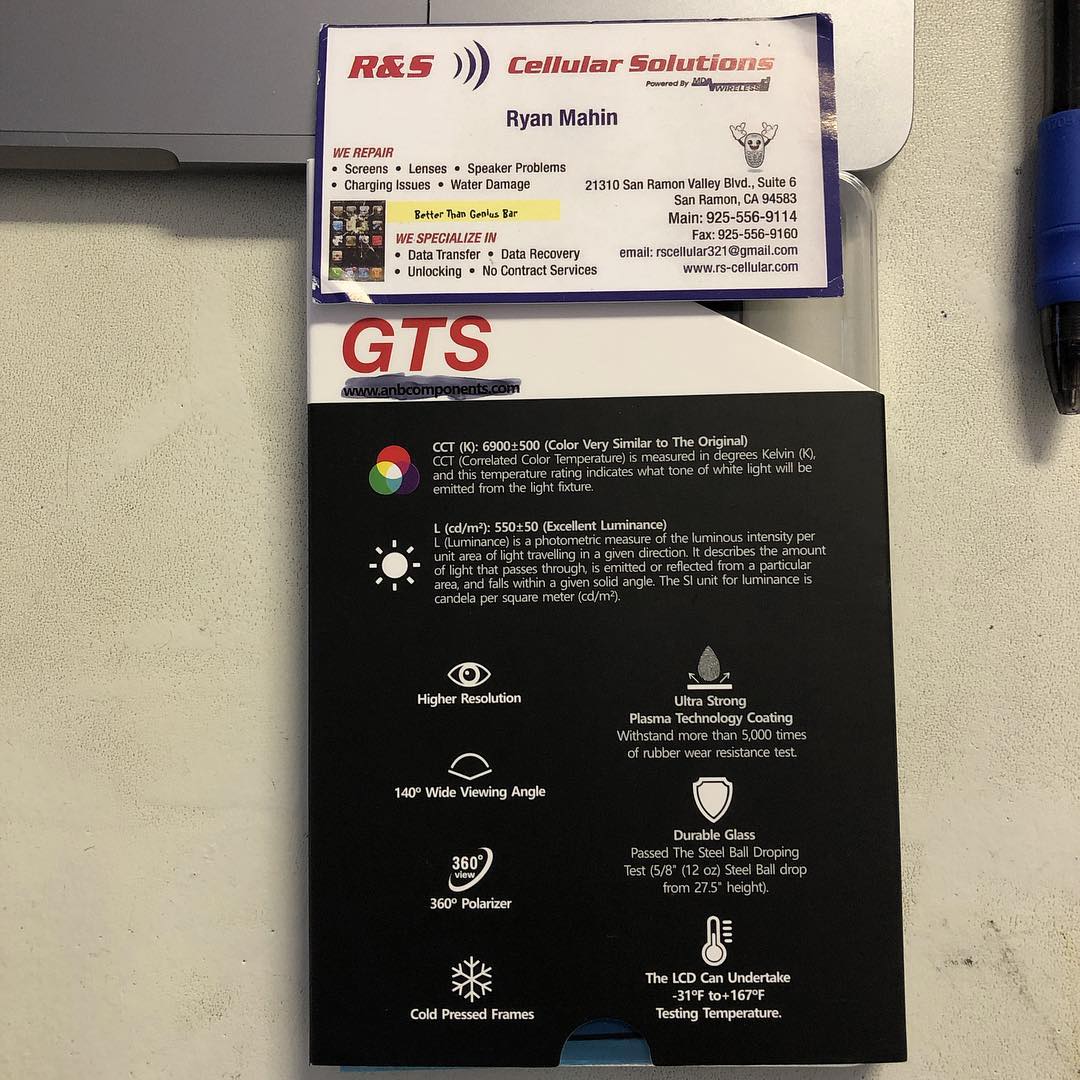 R&S Cellular Solutions
Powered By MDA WIRELESS
Ryan Mahin
WE REPAIR
• Screens • Lenses • Speaker Problems
• Charging Issues • Water Damage
Better Than Genius Bar
WE SPECIALIZE IN
• Data Transfer • Data Recovery
• Unlocking • No Contract Services
21310 San Ramon Valley Blvd., Suite 6
San Ramon, CA 94583
Main: 925-556-9114
Fax: 925-556-9160
email: rscellular321@gmail.com
www.rs-cellular.com
GTS
www.anbcomponents.com
CCT (K): 6900±500 (Color Very Similar to The Original)
CCT (Correlated Color Temperature) is measured in degrees Kelvin (K),
and this temperature rating indicates what tone of white light will be
emitted from the light fixture.
L (cd/m²): 550±50 (Excellent Luminance)
L (Luminance) is a photometric measure of the luminous intensity per
unit area of light travelling in a given direction. It describes the amount
of light that passes through, is emitted or reflected from a particular
area, and falls within a given solid angle. The SI unit for luminance is
candela per square meter (cd/m²).
Higher Resolution
140º Wide Viewing Angle
360°
view
360º Polarizer
Cold Pressed Frames
Ultra Strong
Plasma Technology Coating
Withstand more than 5,000 times
of rubber wear resistance test.
Durable Glass
Passed The Steel Ball Droping
Test (5/8" (12 oz) Steel Ball drop
from 27.5" height).
The LCD Can Undertake
-31ºF to+167ºF
Testing Temperature.